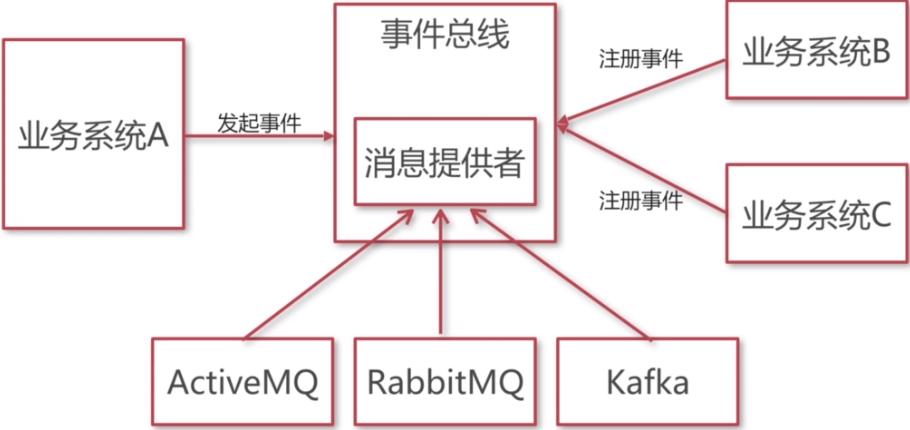 事件总线
业务系统A
发起事件
消息提供者
注册事件
业务系统B
注册事件
业务系统C
ActiveMQ
RabbitMQ
Kafka